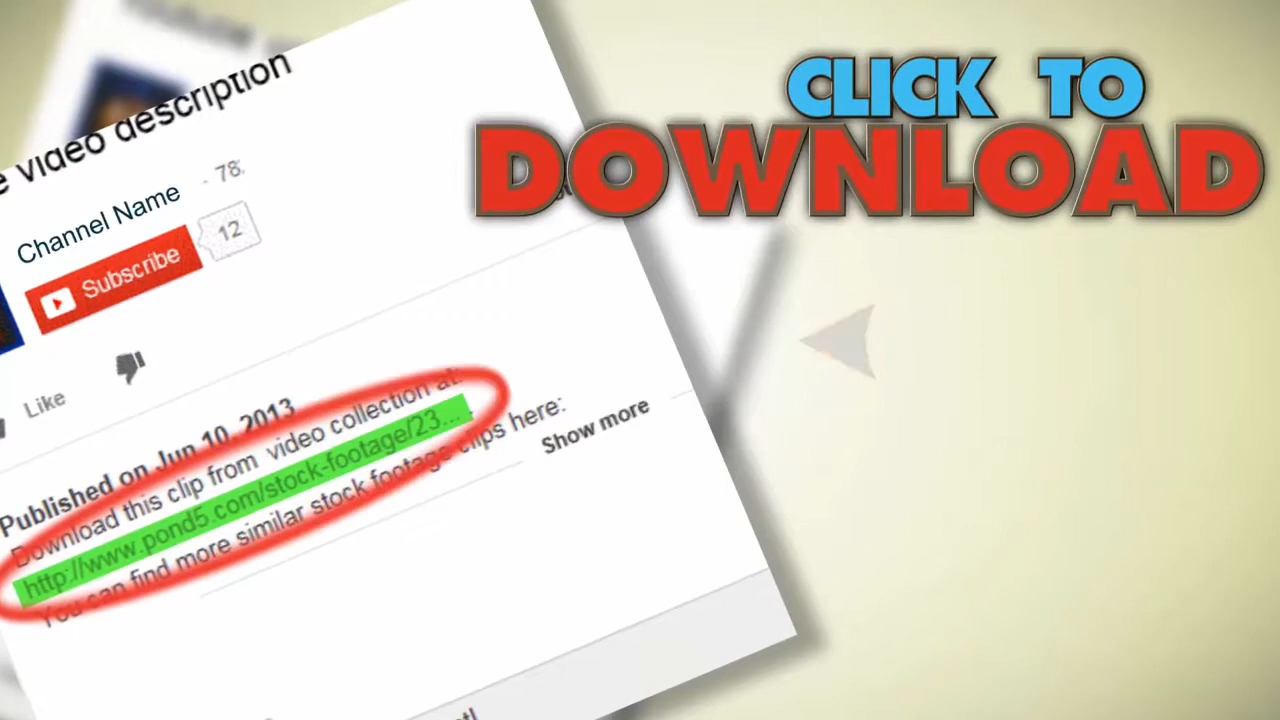 CLICK TO
DOWNLOAD
video description
Channel Name
Subscribe
12
Like
Published on Jun 10, 2013
Download this clip from video collection at:
http://www.pond5.com/stock-footage/23...
You can find more similar stock footage clips here:
Show more